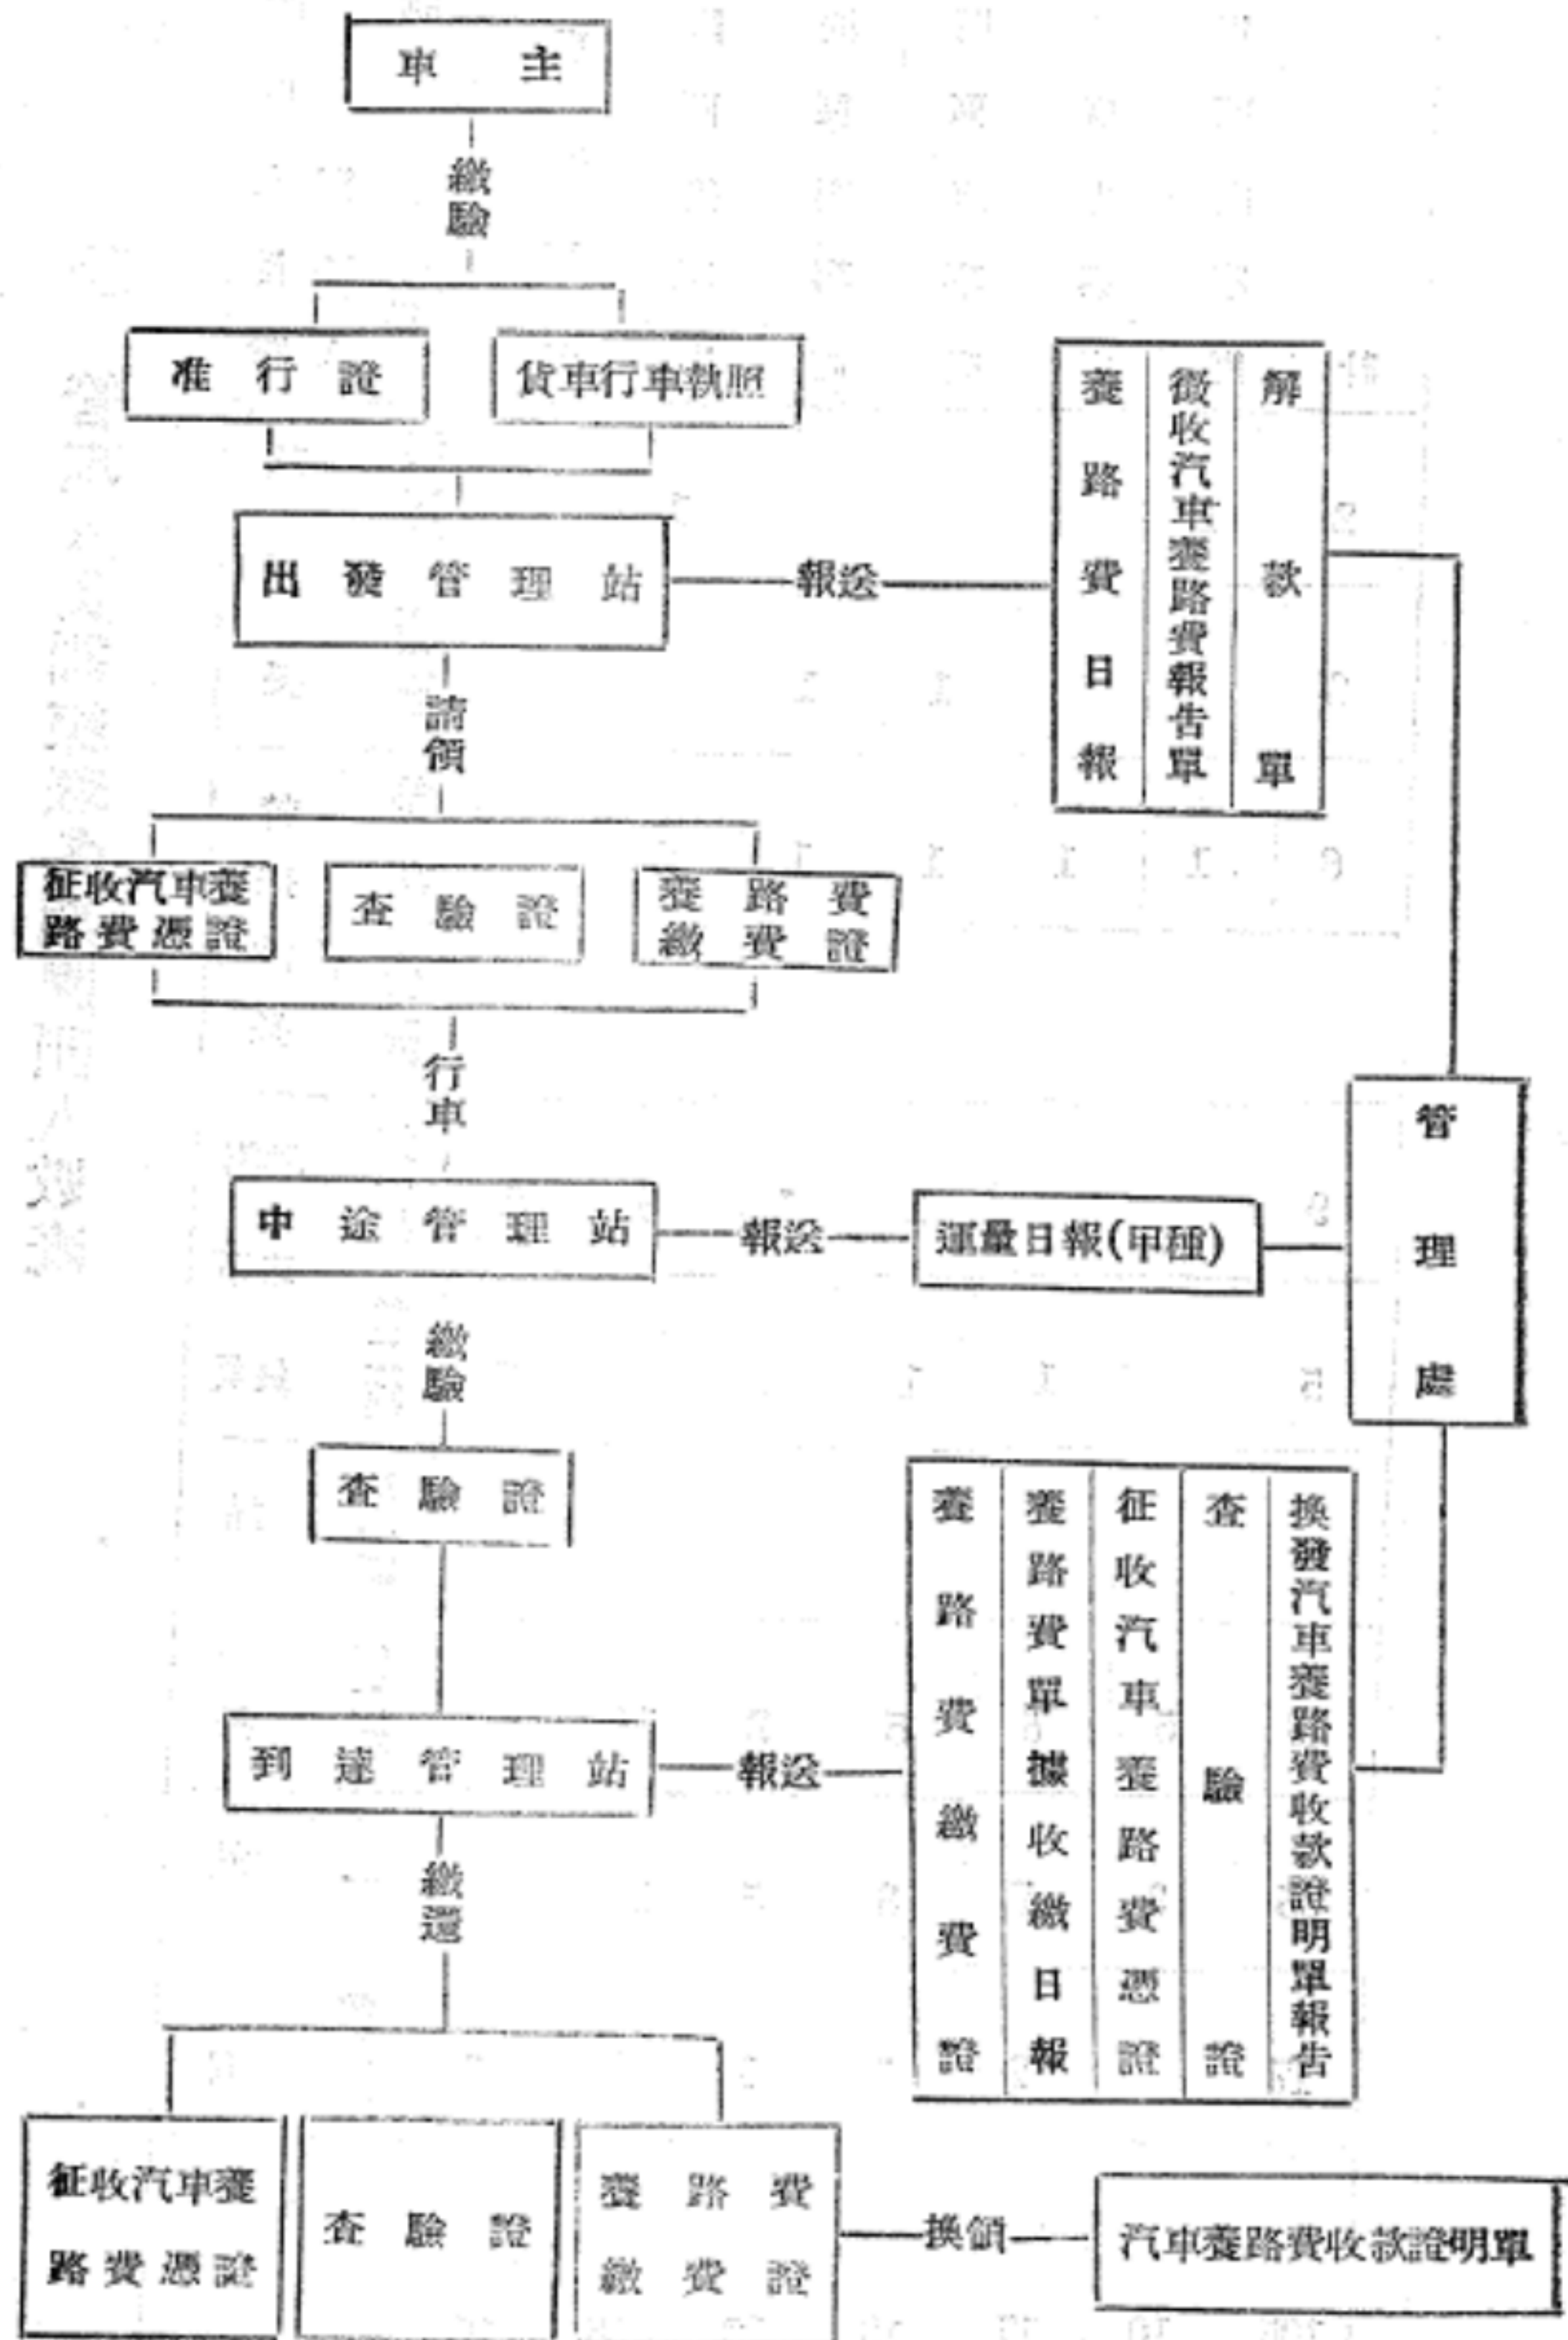 車主
繳驗
准行證
貨車行車執照
出發管理站
報送
養路費日報
徵收汽車養路費報告單
解款單
請領
征收汽車養
路費憑證
查驗證
養路費
繳費證
行車
中途管理站
報送
運量日報(甲種)
管理處
繳驗
查驗證
到達管理站
報送
養路費繳費證
養路費單據收繳日報
征收汽車養路費憑證
查驗證
換發汽車養路費收款證明單報告
繳還
征收汽車養
路費憑證
查驗證
養路費
繳費證
換領
汽車養路費收款證明單